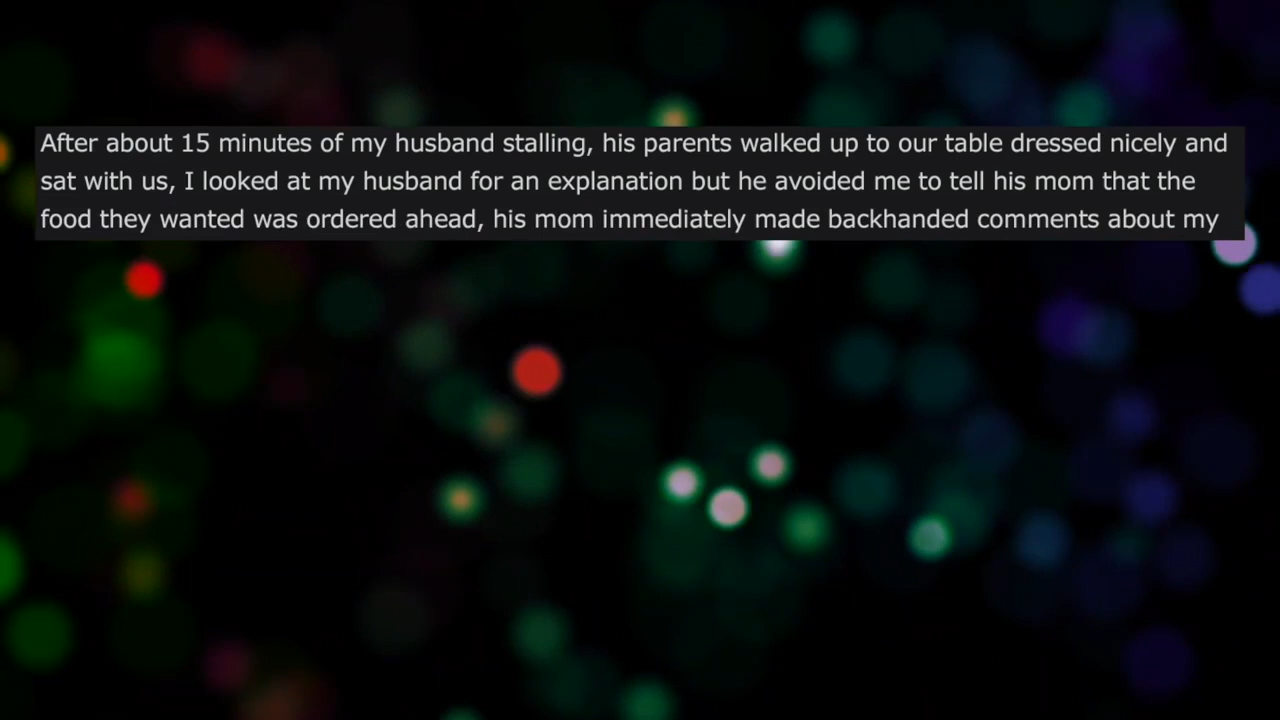 After about 15 minutes of my husband stalling, his parents walked up to our table dressed nicely and
sat with us, I looked at my husband for an explanation but he avoided me to tell his mom that the
food they wanted was ordered ahead, his mom immediately made backhanded comments about my